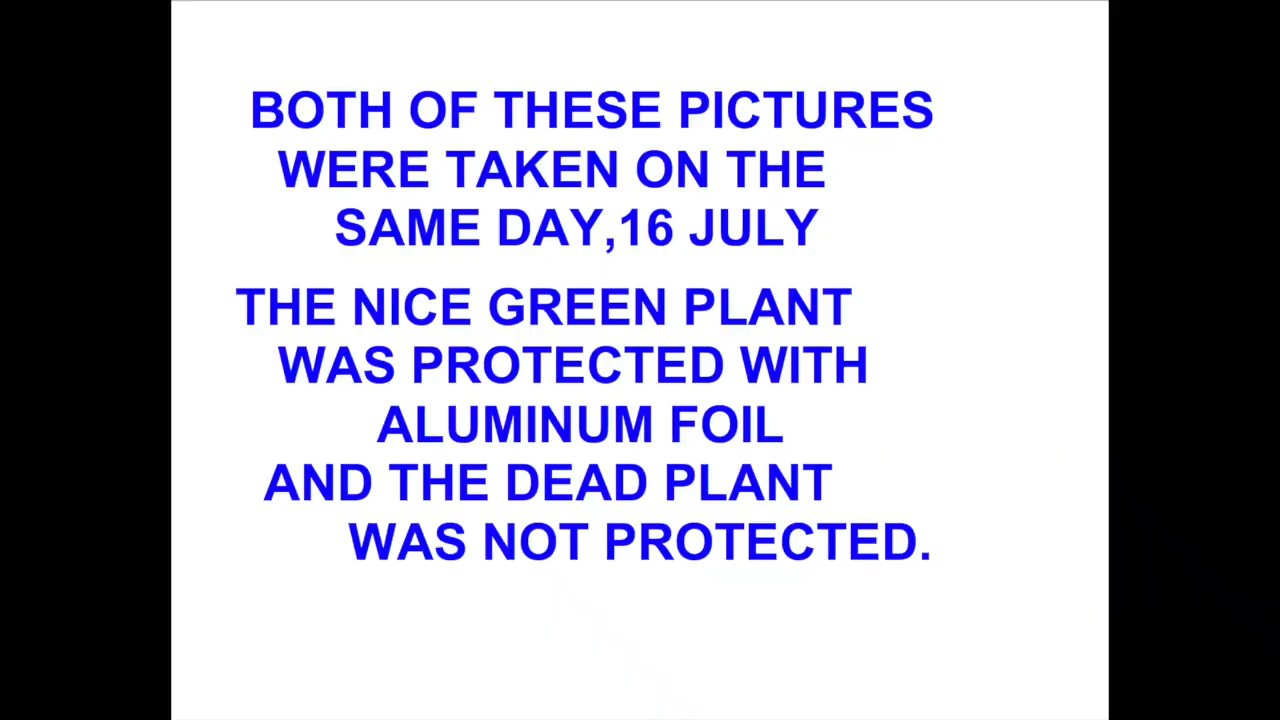 BOTH OF THESE PICTURES
WERE TAKEN ON THE
SAME DAY,16 JULY
THE NICE GREEN PLANT
WAS PROTECTED WITH
ALUMINUM FOIL
AND THE DEAD PLANT
WAS NOT PROTECTED.